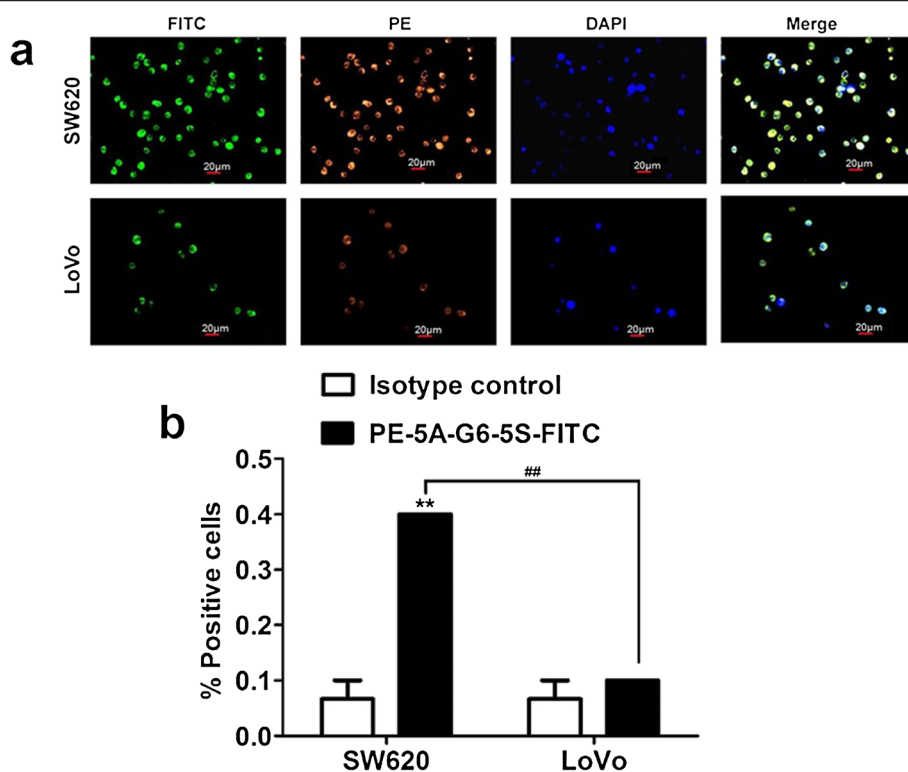 a
FITC PE DAPI Merge
SW620
20μm 20μm 20μm 20μm
LoVo
20μm 20μm 20μm 20μm
b
Isotype control
PE-5A-G6-5S-FITC
% Positive cells
0.5
0.4
0.3
0.2
0.1
0.0
##
**
SW620 LoVo